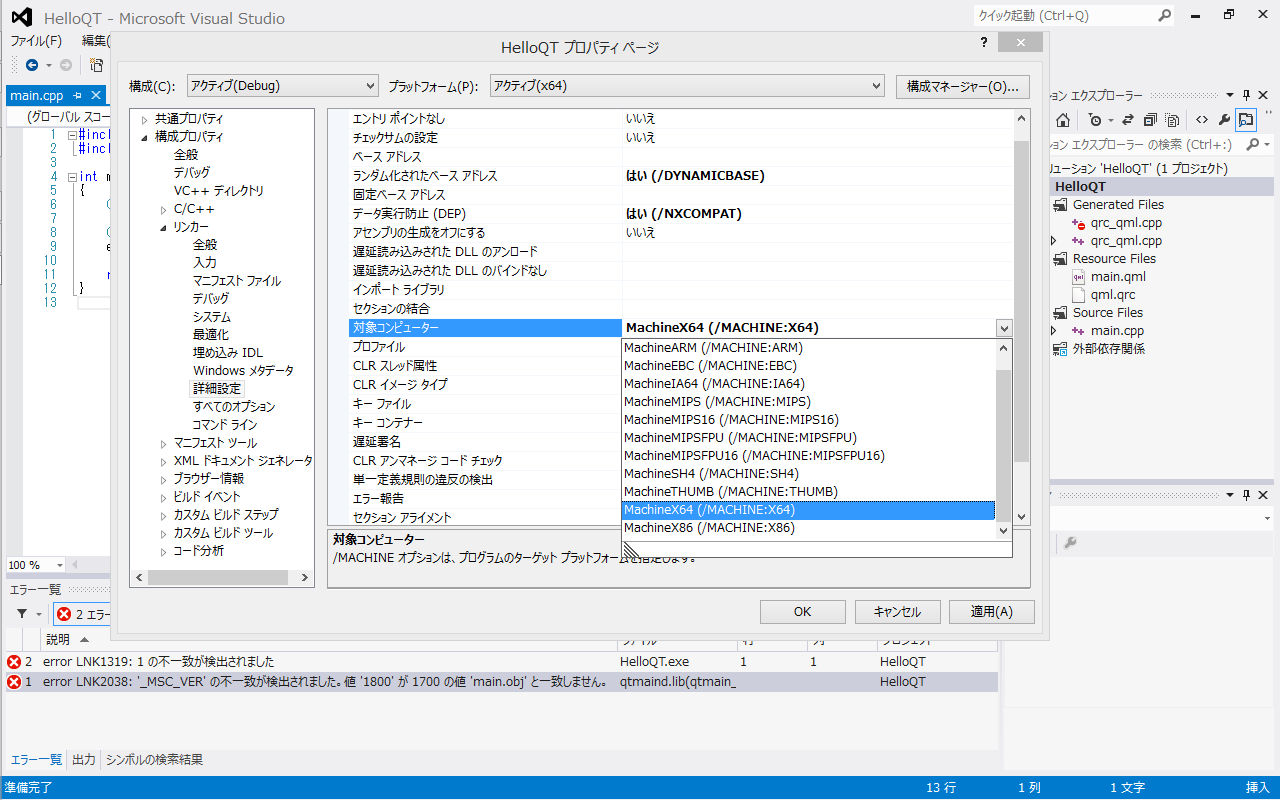 HelloQT - Microsoft Visual Studio
クイック起動 (Ctrl+Q)
ファイル(F) 編集(
HelloQT プロパティ ページ
?
構成(C): アクティブ(Debug) プラットフォーム(P): アクティブ(x64) 構成マネージャー(O)...
main.cpp
(グローバル スコー
1 #incl
2 #incl
3
4 int m
5 {
6
7
8
9 e
10
11 r
12 }
13
100 %
共通プロパティ
構成プロパティ
全般
デバッグ
VC++ ディレクトリ
C/C++
リンカー
全般
入力
マニフェスト ファイル
デバッグ
システム
最適化
埋め込み IDL
Windows メタデータ
詳細設定
すべてのオプション
コマンド ライン
マニフェスト ツール
XML ドキュメント ジェネレータ
ブラウザー情報
ビルド イベント
カスタム ビルド ステップ
カスタム ビルド ツール
コード分析
エントリ ポイントなし いいえ
チェックサムの設定 いいえ
ベース アドレス
ランダム化されたベース アドレス はい (/DYNAMICBASE)
固定ベース アドレス
データ実行防止 (DEP) はい (/NXCOMPAT)
アセンブリの生成をオフにする いいえ
遅延読み込みされた DLL のアンロード
遅延読み込みされた DLL のバインドなし
インポート ライブラリ
セクションの結合
対象コンピューター MachineX64 (/MACHINE:X64)
プロファイル
CLR スレッド属性
CLR イメージ タイプ
キー ファイル
キー コンテナー
遅延署名
CLR アンマネージ コード チェック
単一定義規則の違反の検出
エラー報告
セクション アライメント
MachineARM (/MACHINE:ARM)
MachineEBC (/MACHINE:EBC)
MachineIA64 (/MACHINE:IA64)
MachineMIPS (/MACHINE:MIPS)
MachineMIPS16 (/MACHINE:MIPS16)
MachineMIPSFPU (/MACHINE:MIPSFPU)
MachineMIPSFPU16 (/MACHINE:MIPSFPU16)
MachineSH4 (/MACHINE:SH4)
MachineTHUMB (/MACHINE:THUMB)
MachineX64 (/MACHINE:X64)
MachineX86 (/MACHINE:X86)
対象コンピューター
/MACHINE オプションは、プログラムのターゲット プラットフォームを指定します。
OK キャンセル 適用(A)
ション エクスプローラー
ション エクスプローラー の検索 (Ctrl+:)
リューション 'HelloQT' (1 プロジェクト)
HelloQT
Generated Files
qrc_qml.cpp
qrc_qml.cpp
Resource Files
main.qml
qml.qrc
Source Files
main.cpp
外部依存関係
エラー一覧
2 エラー
説明 ファイル 行 列 プロジェクト
2 error LNK1319: 1 の不一致が検出されました HelloQT.exe 1 1 HelloQT
1 error LNK2038: '_MSC_VER' の不一致が検出されました。値 '1800' が 1700 の値 'main.obj' と一致しません。 qtmaind.lib(qtmain_ HelloQT
エラー一覧 出力 シンボルの検索結果
準備完了 13 行 1 列 1 文字 挿入